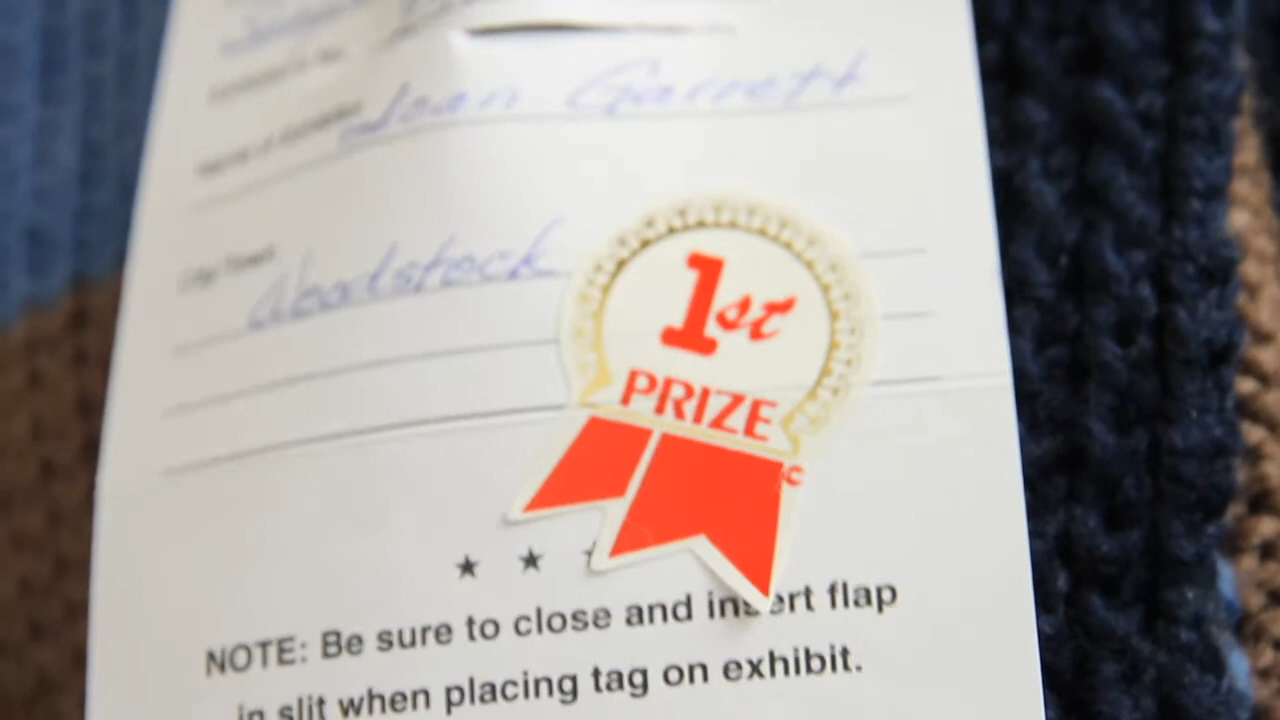 Joan Garrett
Woodstock
1st
PRIZE
NOTE: Be sure to close and insert flap
in slit when placing tag on exhibit.